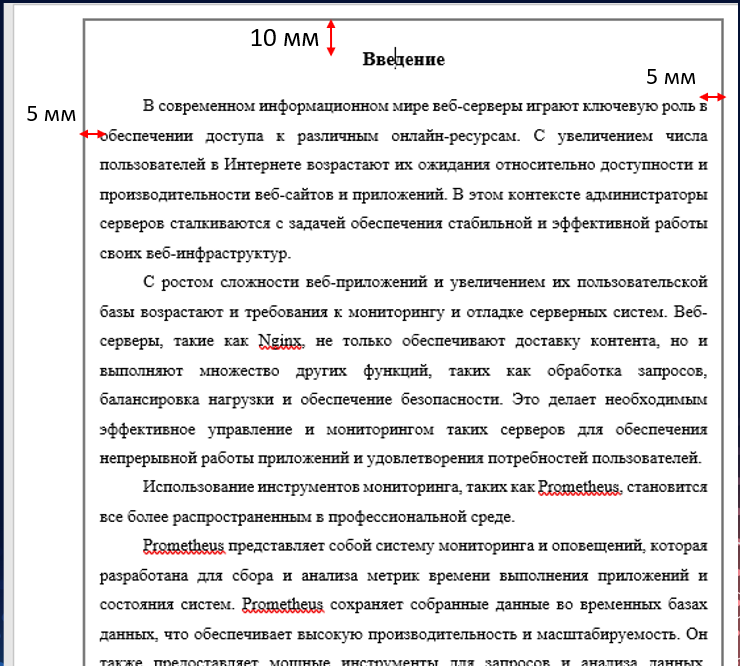 10 мм
Введение
5 мм
В современном информационном мире веб-серверы играют ключевую роль в
5 мм
обеспечении доступа к различным онлайн-ресурсам. С увеличением числа
пользователей в Интернете возрастают их ожидания относительно доступности и
производительности веб-сайтов и приложений. В этом контексте администраторы
серверов сталкиваются с задачей обеспечения стабильной и эффективной работы
своих веб-инфраструктур.
С ростом сложности веб-приложений и увеличением их пользовательской
базы возрастают и требования к мониторингу и отладке серверных систем. Веб-
серверы, такие как Nginx, не только обеспечивают доставку контента, но и
выполняют множество других функций, таких как обработка запросов,
балансировка нагрузки и обеспечение безопасности. Это делает необходимым
эффективное управление и мониторингом таких серверов для обеспечения
непрерывной работы приложений и удовлетворения потребностей пользователей.
Использование инструментов мониторинга, таких как Prometheus, становится
все более распространенным в профессиональной среде.
Prometheus представляет собой систему мониторинга и оповещений, которая
разработана для сбора и анализа метрик времени выполнения приложений и
состояния систем. Prometheus сохраняет собранные данные во временных базах
данных, что обеспечивает высокую производительность и масштабируемость. Он
также предоставляет мощные инструменты для запросов и анализа данных,